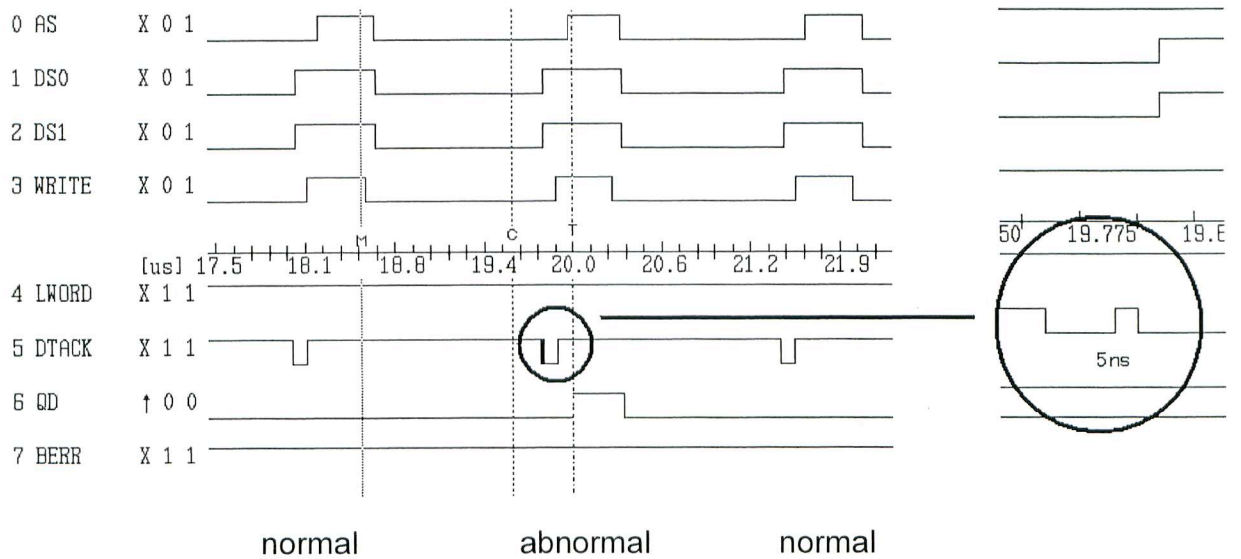 0 AS X 0 1
1 DS0 X 0 1
2 DS1 X 0 1
3 WRITE X 0 1
M C T
[us] 17.5 18.1 18.8 19.4 20.0 20.6 21.2 21.9
50 19.775 19.8
4 LWORD X 1 1
5 DTACK X 1 1
5ns
6 QD ↑ 0 0
7 BERR X 1 1
normal abnormal normal